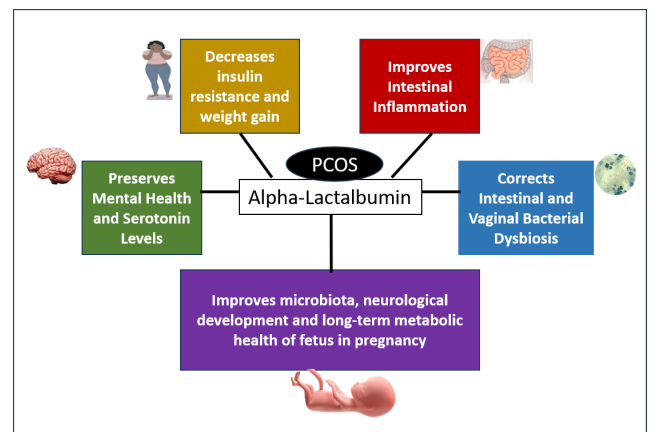 Decreases
insulin
resistance and
weight gain
Improves
Intestinal
Inflammation
PCOS
Alpha-Lactalbumin
Preserves
Mental Health
and Serotonin
Levels
Corrects
Intestinal and
Vaginal Bacterial
Dysbiosis
Improves microbiota, neurological
development and long-term metabolic
health of fetus in pregnancy